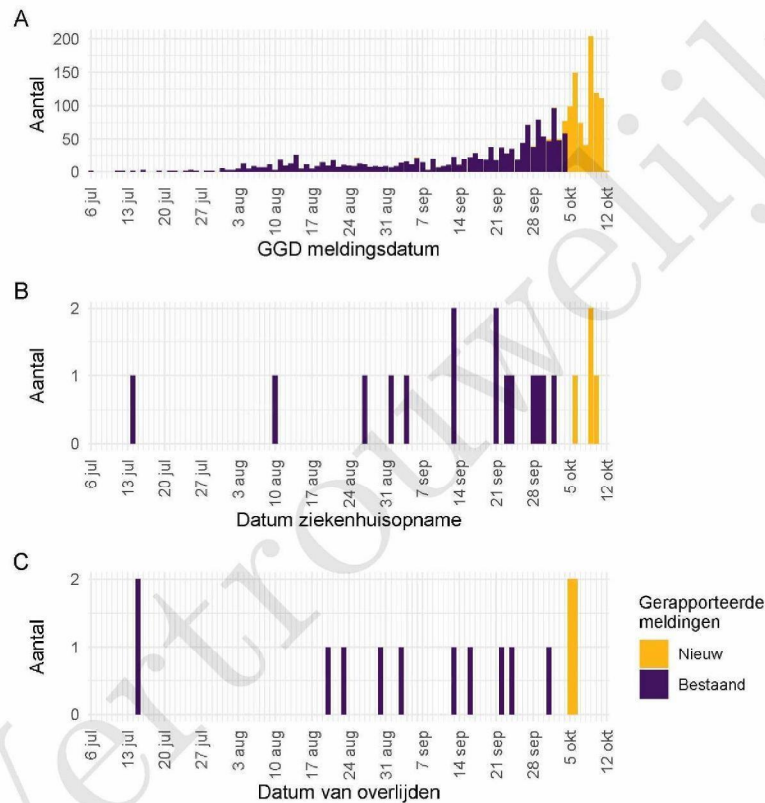 A
Aantal
200
150
100
50
0
6 jul
13 jul
20 jul
27 jul
3 aug
10 aug
17 aug
24 aug
31 aug
7 sep
14 sep
21 sep
28 sep
5 okt
12 okt
GGD meldingsdatum
B
Aantal
2
1
0
6 jul
13 jul
20 jul
27 jul
3 aug
10 aug
17 aug
24 aug
31 aug
7 sep
14 sep
21 sep
28 sep
5 okt
12 okt
Datum ziekenhuisopname
C
Aantal
2
1
0
6 jul
13 jul
20 jul
27 jul
3 aug
10 aug
17 aug
24 aug
31 aug
7 sep
14 sep
21 sep
28 sep
5 okt
12 okt
Datum van overlijden
Gerapporteerde
meldingen
Nieuw
Bestaand
Vertrouwelijk